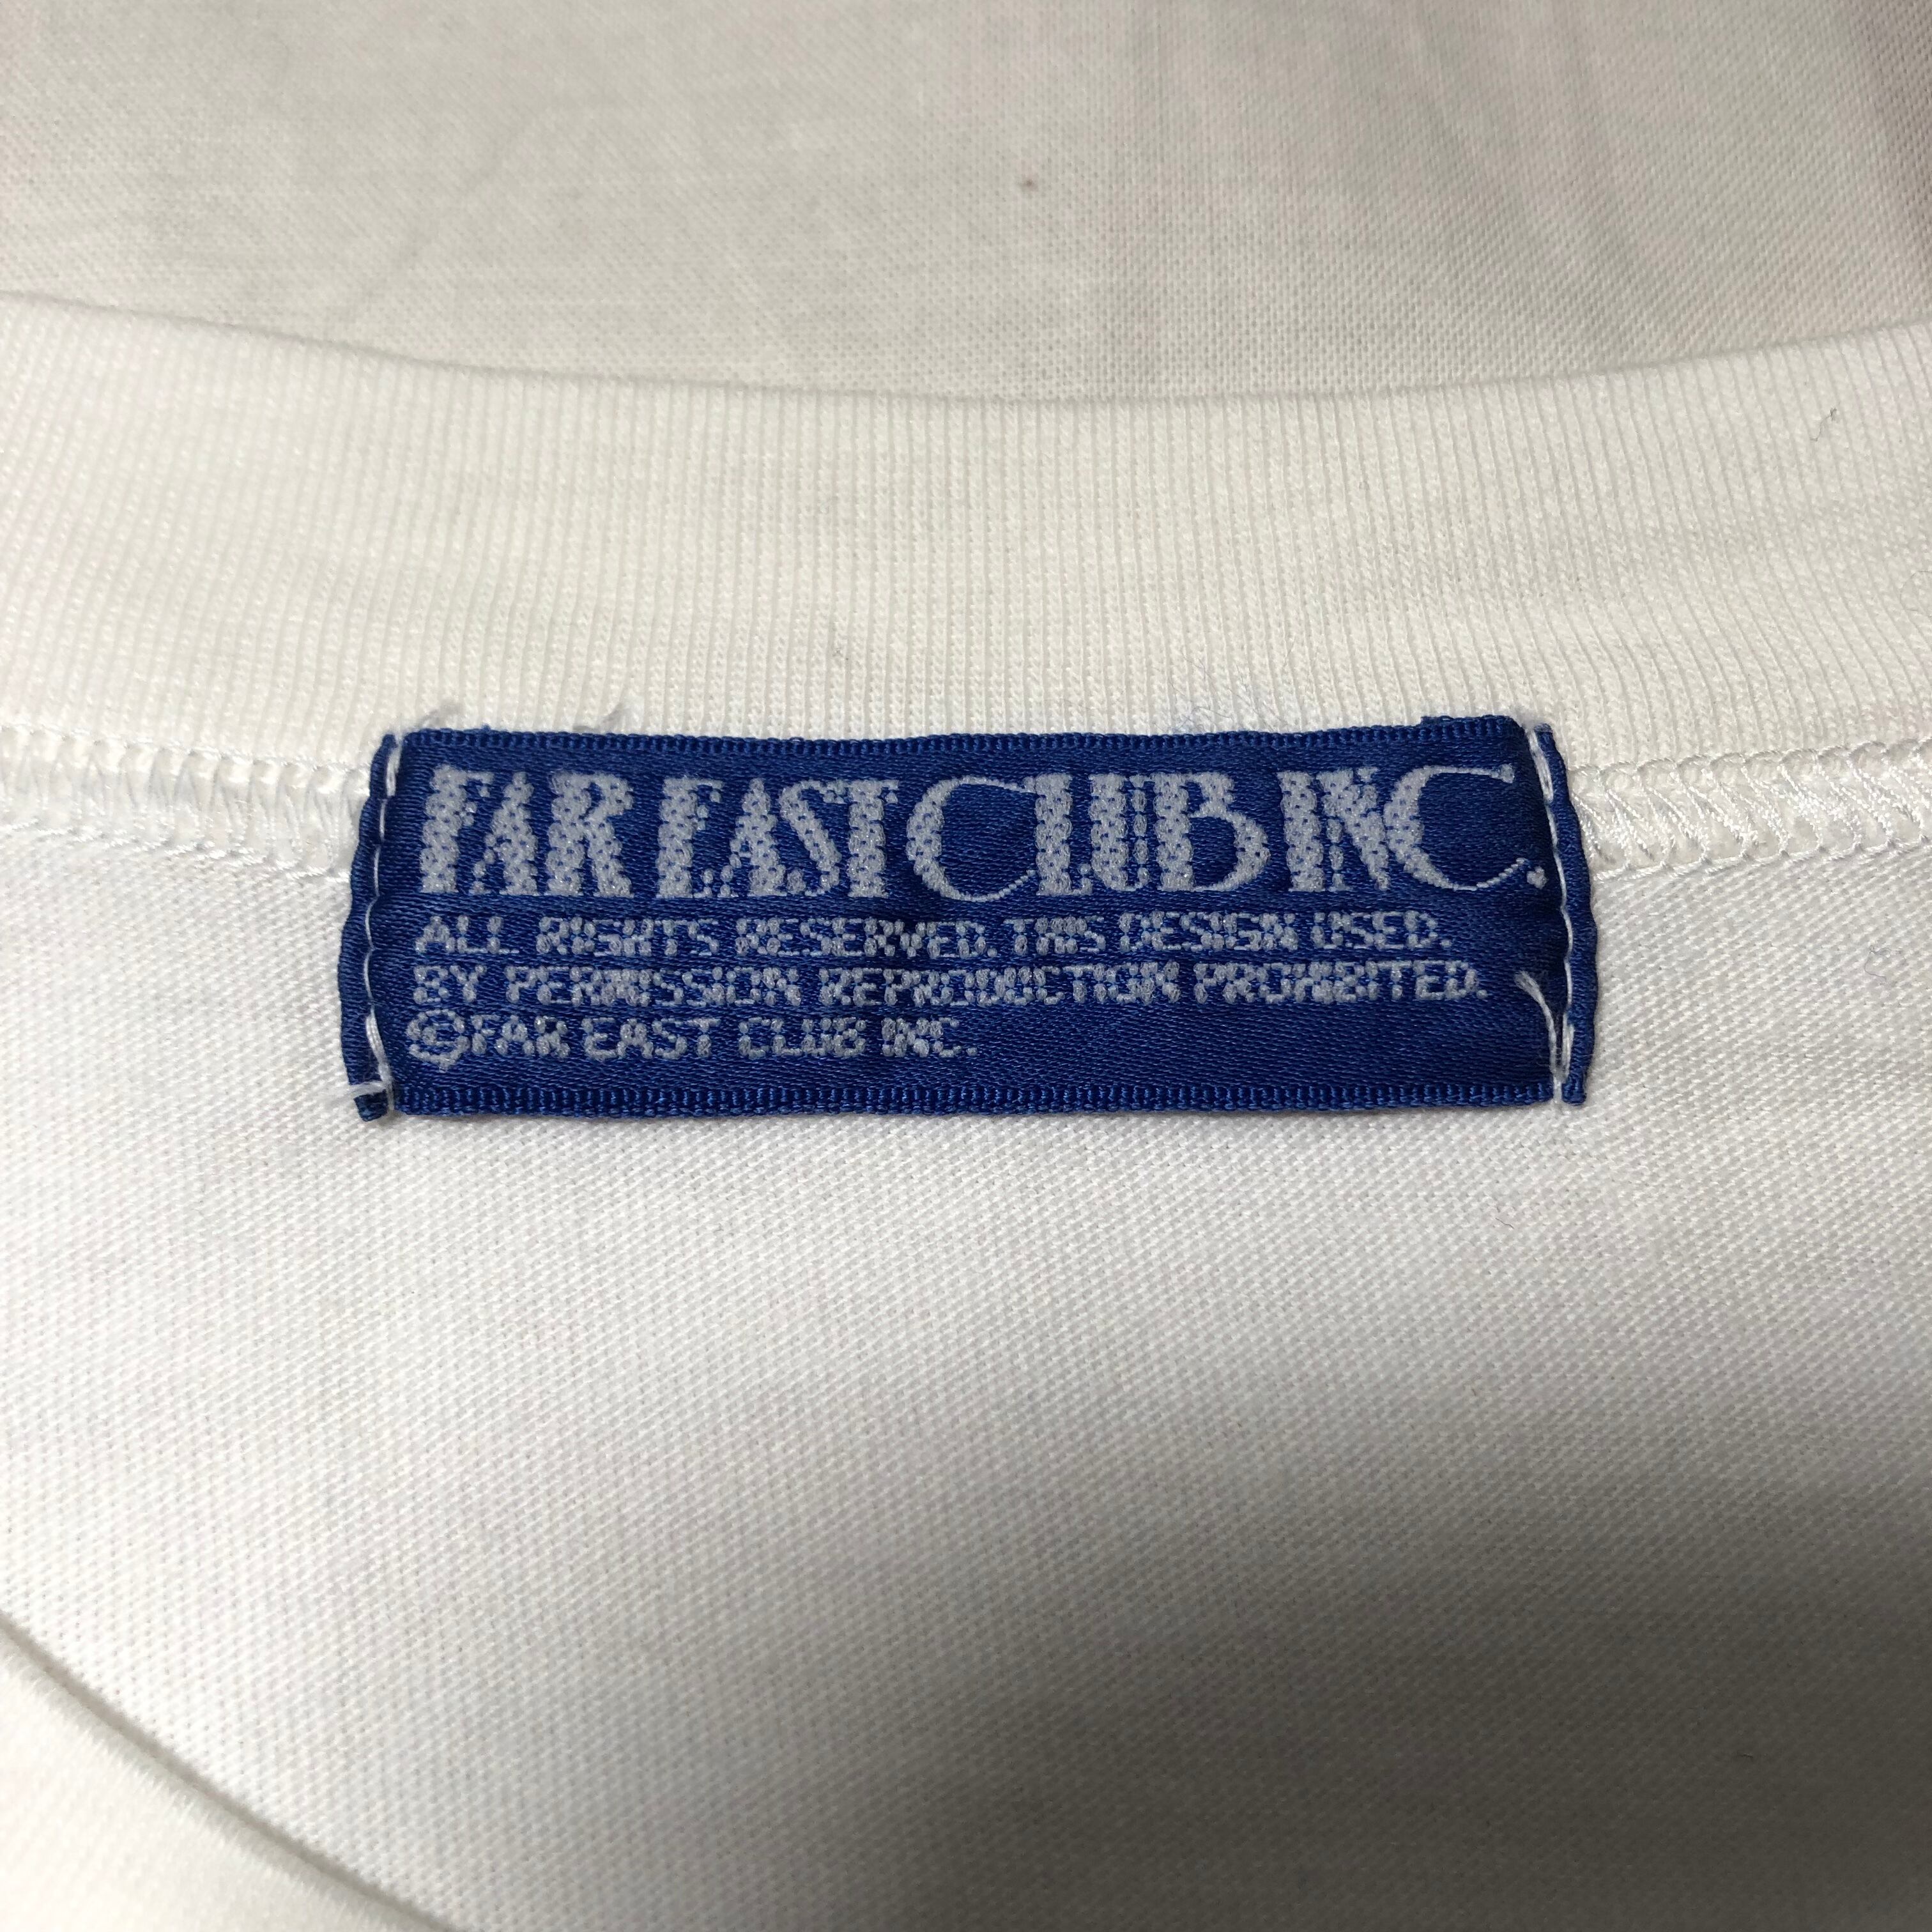 FAR EAST CLUB INC.
ALL RIGHTS RESERVED. THIS DESIGN USED.
BY PERMISSION REPRODUCTION PROHIBITED.
©FAR EAST CLUB INC.